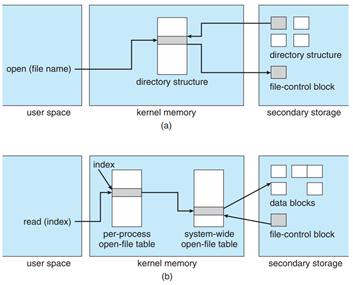 open (file name)
directory structure
directory structure
file-control block
user space
kernel memory
secondary storage
(a)
index
read (index)
per-process
open-file table
system-wide
open-file table
data blocks
file-control block
user space
kernel memory
secondary storage
(b)